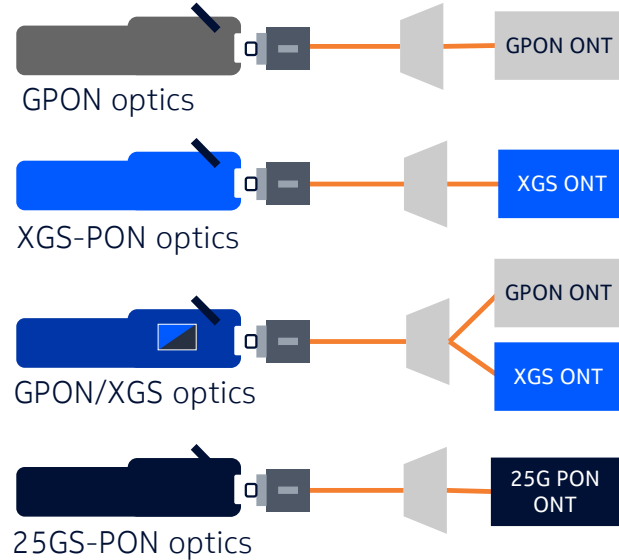 GPON ONT
GPON optics
XGS ONT
XGS-PON optics
GPON ONT
XGS ONT
GPON/XGS optics
25G PON
ONT
25GS-PON optics